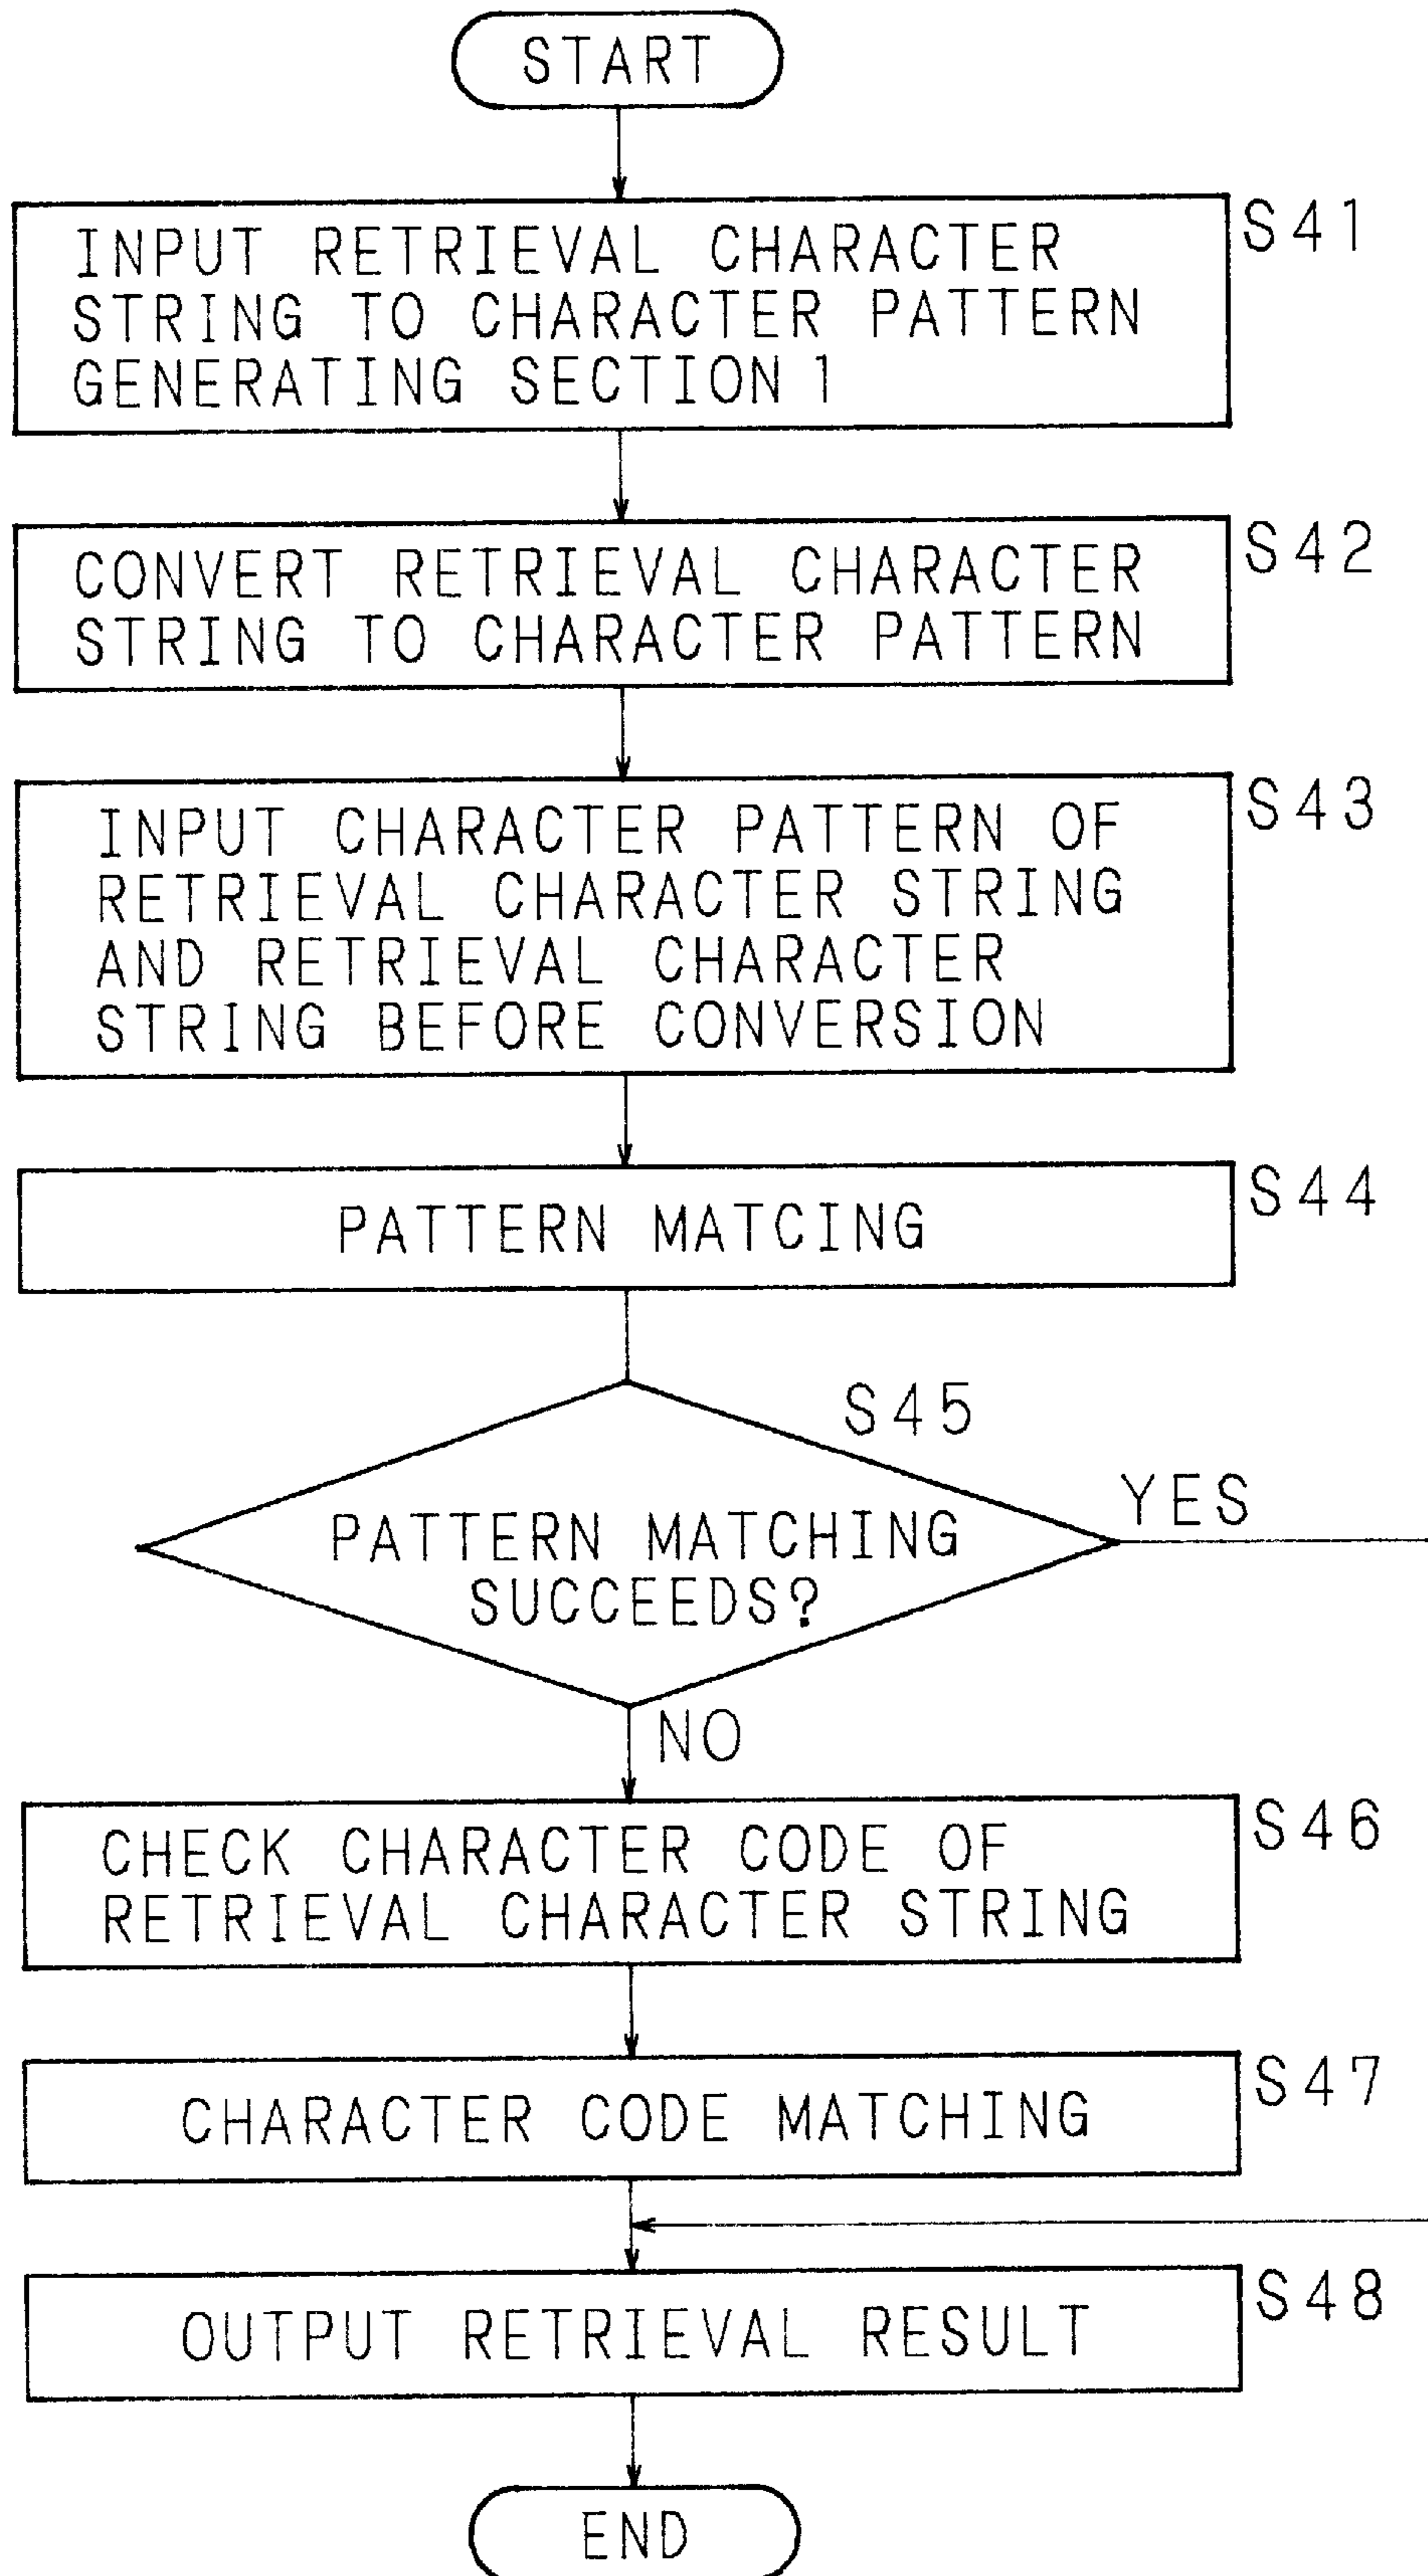 START
S41
INPUT RETRIEVAL CHARACTER
STRING TO CHARACTER PATTERN
GENERATING SECTION 1
S42
CONVERT RETRIEVAL CHARACTER
STRING TO CHARACTER PATTERN
S43
INPUT CHARACTER PATTERN OF
RETRIEVAL CHARACTER STRING
AND RETRIEVAL CHARACTER
STRING BEFORE CONVERSION
S44
PATTERN MATCING
S45
YES
PATTERN MATCHING
SUCCEEDS?
NO
S46
CHECK CHARACTER CODE OF
RETRIEVAL CHARACTER STRING
S47
CHARACTER CODE MATCHING
S48
OUTPUT RETRIEVAL RESULT
END